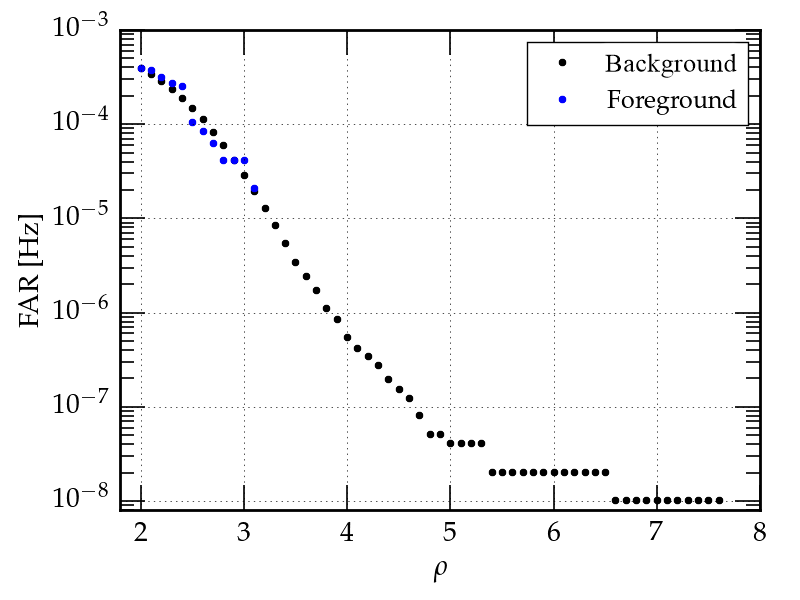 10⁻³
10⁻⁴
10⁻⁵
10⁻⁶
10⁻⁷
10⁻⁸
FAR [Hz]
Background
Foreground
2 3 4 5 6 7 8
ρ